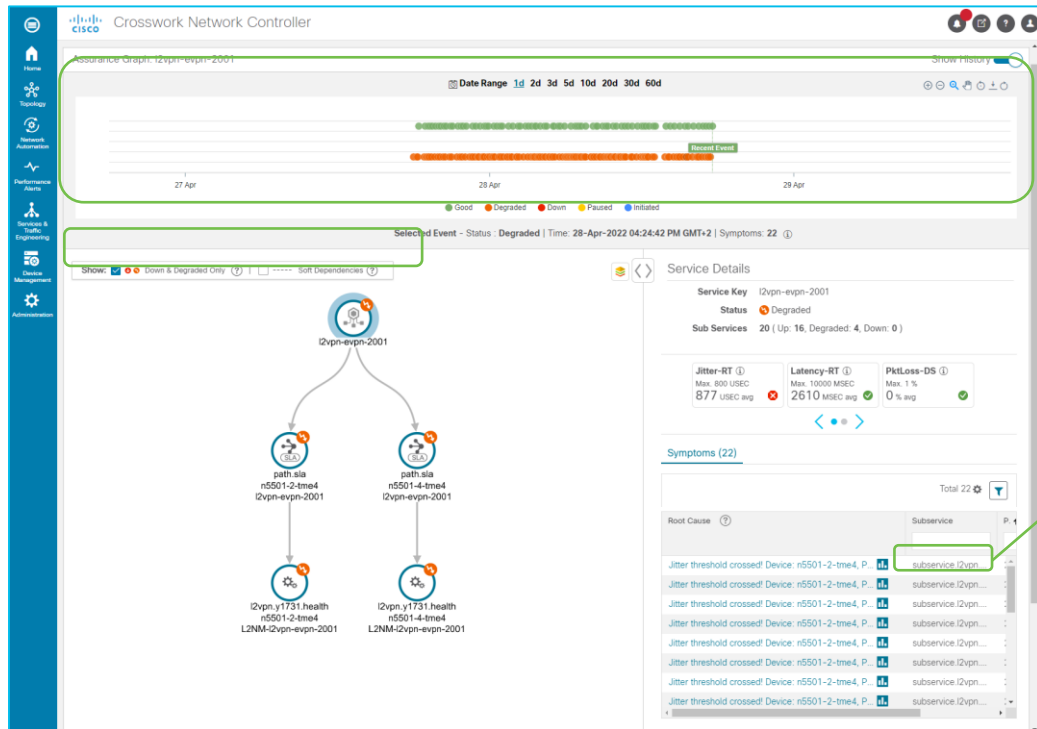 cisco Crosswork Network Controller
Home
Topology
Network Automation
Performance Alerts
Services & Traffic Engineering
Device Management
Administration
Assurance Graph: l2vpn-evpn-2001
Show History
Date Range 1d 2d 3d 5d 10d 20d 30d 60d
Recent Event
27 Apr 28 Apr 29 Apr
Good Degraded Down Paused Initiated
Selected Event - Status : Degraded | Time: 28-Apr-2022 04:24:42 PM GMT+2 | Symptoms: 22
Show: Down & Degraded Only ? | ----- Soft Dependencies ?
l2vpn-evpn-2001
SLA
path.sla
n5501-2-tme4
l2vpn-evpn-2001
SLA
path.sla
n5501-4-tme4
l2vpn-evpn-2001
l2vpn.y1731.health
n5501-2-tme4
L2NM-l2vpn-evpn-2001
l2vpn.y1731.health
n5501-4-tme4
L2NM-l2vpn-evpn-2001
Service Details
Service Key l2vpn-evpn-2001
Status Degraded
Sub Services 20 ( Up: 16, Degraded: 4, Down: 0 )
Jitter-RT
Max. 800 USEC
877 USEC avg
Latency-RT
Max. 10000 MSEC
2610 MSEC avg
PktLoss-DS
Max. 1 %
0 % avg
Symptoms (22)
Total 22
Root Cause ? Subservice P.
Jitter threshold crossed! Device: n5501-2-tme4, P... subservice.l2vpn....
Jitter threshold crossed! Device: n5501-2-tme4, P... subservice.l2vpn....
Jitter threshold crossed! Device: n5501-2-tme4, P... subservice.l2vpn....
Jitter threshold crossed! Device: n5501-2-tme4, P... subservice.l2vpn....
Jitter threshold crossed! Device: n5501-2-tme4, P... subservice.l2vpn....
Jitter threshold crossed! Device: n5501-2-tme4, P... subservice.l2vpn....
Jitter threshold crossed! Device: n5501-2-tme4, P... subservice.l2vpn....
Jitter threshold crossed! Device: n5501-2-tme4, P... subservice.l2vpn....